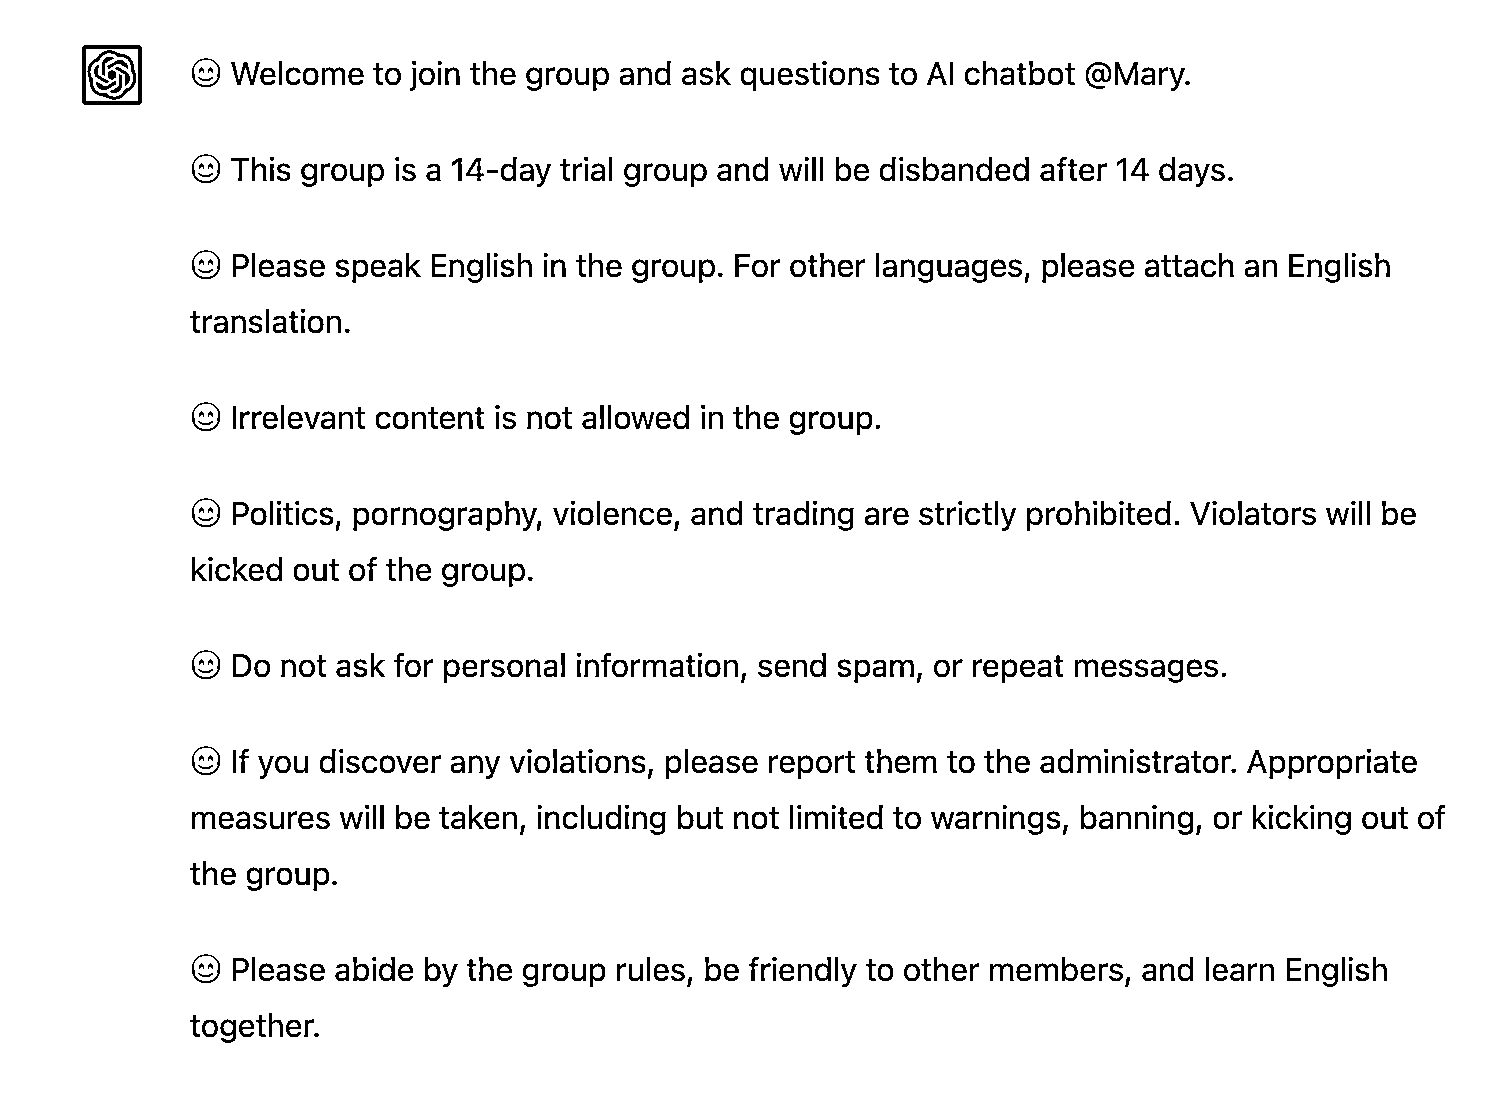 😊 Welcome to join the group and ask questions to AI chatbot @Mary.
😊 This group is a 14-day trial group and will be disbanded after 14 days.
😊 Please speak English in the group. For other languages, please attach an English
translation.
😊 Irrelevant content is not allowed in the group.
😊 Politics, pornography, violence, and trading are strictly prohibited. Violators will be
kicked out of the group.
😊 Do not ask for personal information, send spam, or repeat messages.
😊 If you discover any violations, please report them to the administrator. Appropriate
measures will be taken, including but not limited to warnings, banning, or kicking out of
the group.
😊 Please abide by the group rules, be friendly to other members, and learn English
together.